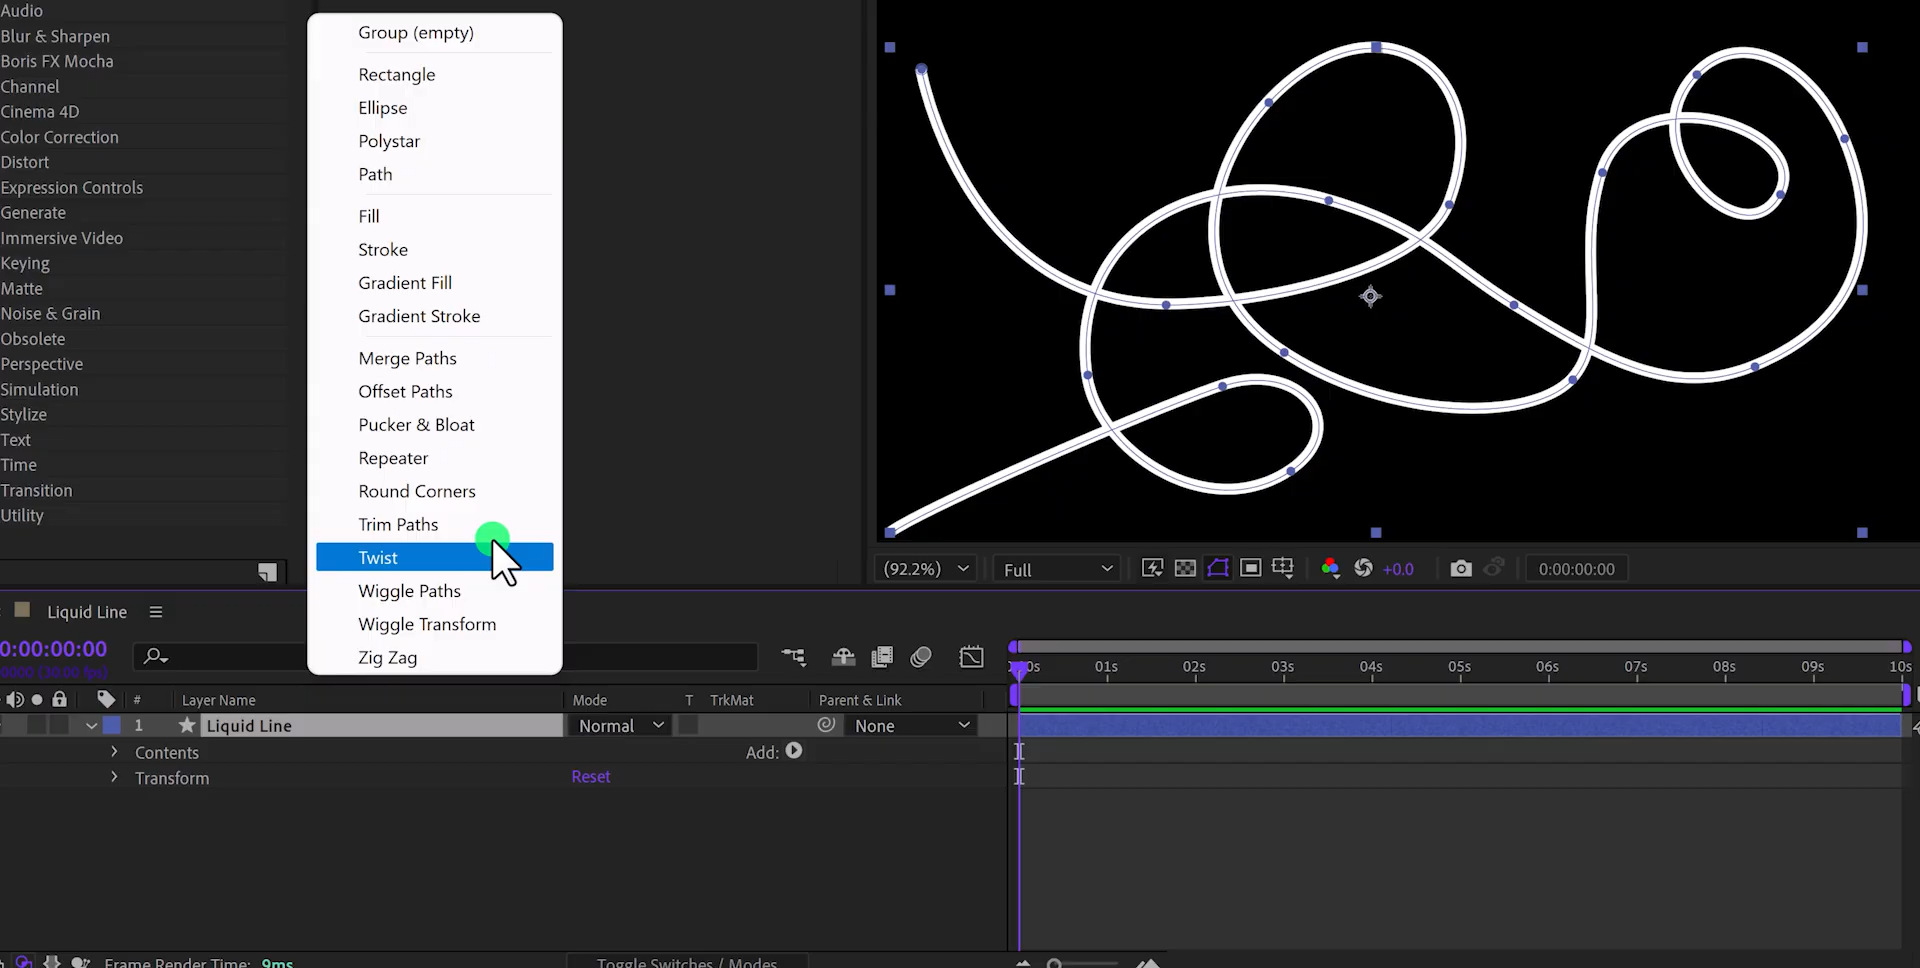 Audio
Blur & Sharpen
Boris FX Mocha
Channel
Cinema 4D
Color Correction
Distort
Expression Controls
Generate
Immersive Video
Keying
Matte
Noise & Grain
Obsolete
Perspective
Simulation
Stylize
Text
Time
Transition
Utility
Group (empty)
Rectangle
Ellipse
Polystar
Path
Fill
Stroke
Gradient Fill
Gradient Stroke
Merge Paths
Offset Paths
Pucker & Bloat
Repeater
Round Corners
Trim Paths
Twist
Wiggle Paths
Wiggle Transform
Zig Zag
(92.2%) Full +0.0 0:00:00:00
Liquid Line
0:00:00:00
0000 (30.00 fps)
01s 02s 03s 04s 05s 06s 07s 08s 09s 10s
# Layer Name Mode T TrkMat Parent & Link
1 Liquid Line Normal None
Contents Add:
Transform Reset
Frame Render Time: 9ms Toggle Switches / Modes